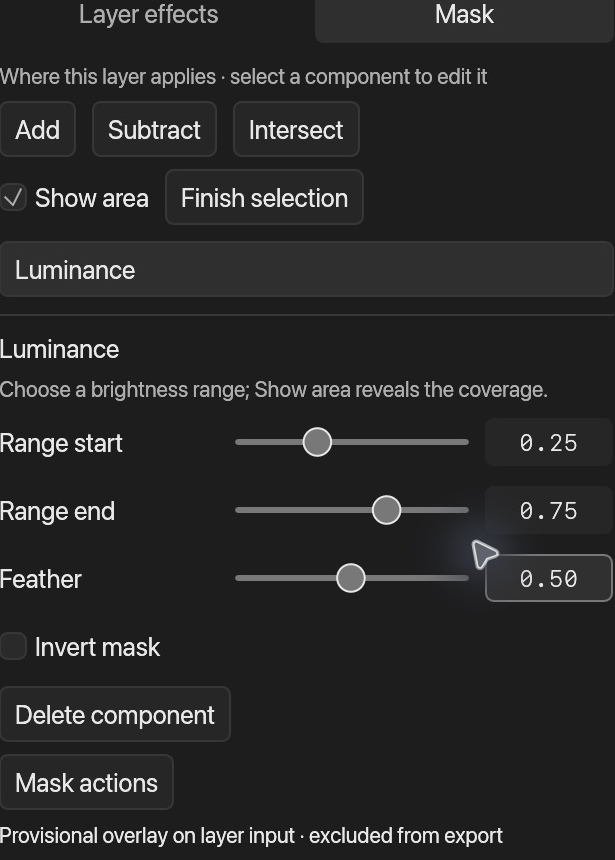 Layer effects
Mask
Where this layer applies · select a component to edit it
Add
Subtract
Intersect
Show area
Finish selection
Luminance
Luminance
Choose a brightness range; Show area reveals the coverage.
Range start
0.25
Range end
0.75
Feather
0.50
Invert mask
Delete component
Mask actions
Provisional overlay on layer input · excluded from export